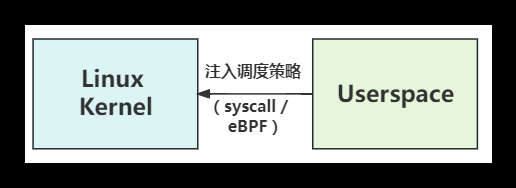 Linux
Kernel
注入调度策略
（syscall /
eBPF）
Userspace